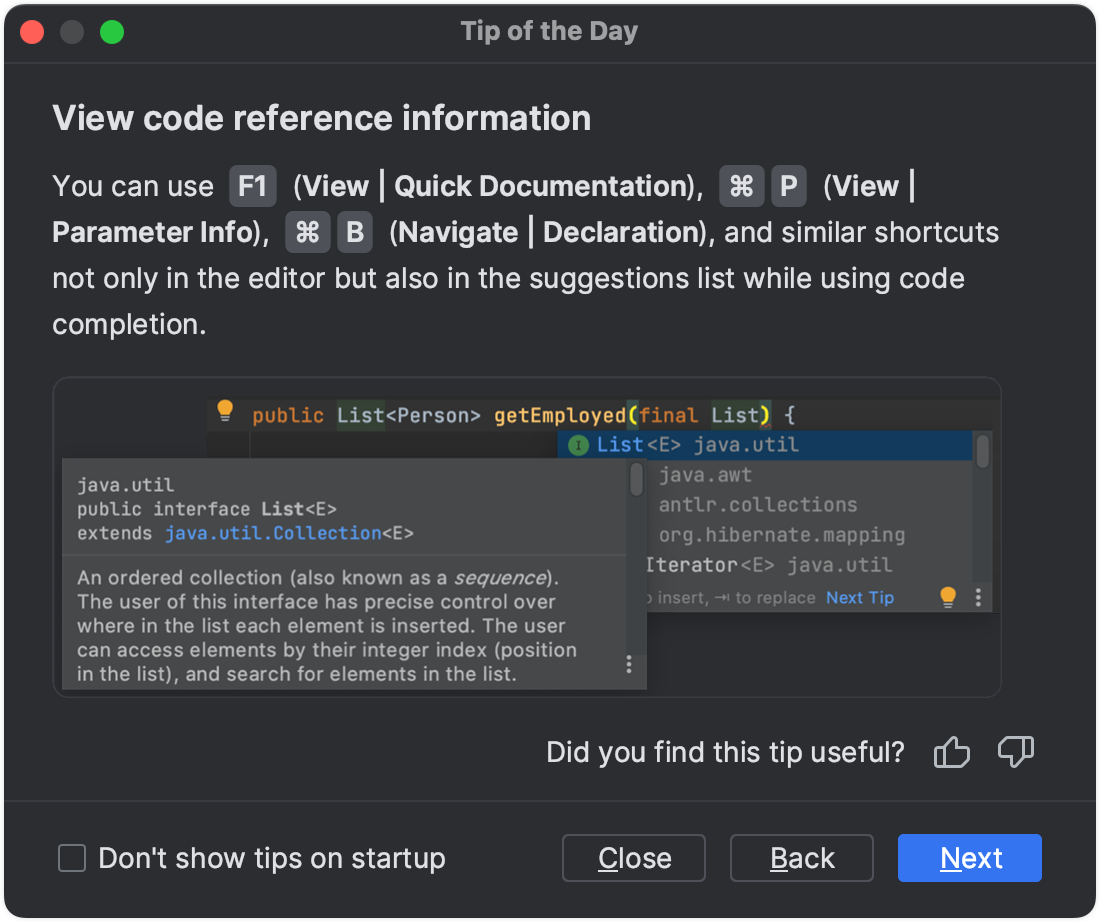 Tip of the Day
View code reference information
You can use F1 (View | Quick Documentation), ⌘ P (View |
Parameter Info), ⌘ B (Navigate | Declaration), and similar shortcuts
not only in the editor but also in the suggestions list while using code
completion.
public List<Person> getEmployed(final List) {
I List<E> java.util
java.awt
antlr.collections
org.hibernate.mapping
Iterator<E> java.util
insert, ⇥ to replace Next Tip
java.util
public interface List<E>
extends java.util.Collection<E>
An ordered collection (also known as a sequence).
The user of this interface has precise control over
where in the list each element is inserted. The user
can access elements by their integer index (position
in the list), and search for elements in the list.
Did you find this tip useful?
Don't show tips on startup
Close
Back
Next